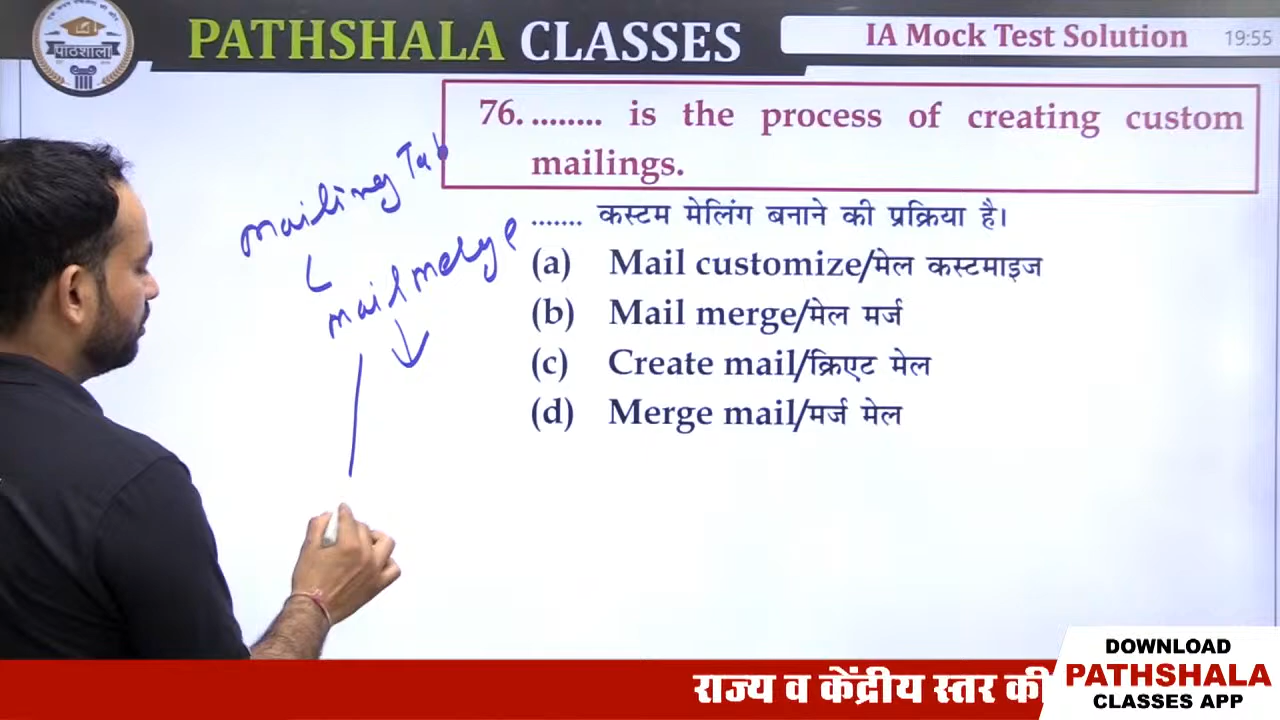 पाठशाला
PATHSHALA CLASSES
IA Mock Test Solution 19:55
76. ........ is the process of creating custom
mailings.
....... कस्टम मेलिंग बनाने की प्रक्रिया है।
(a) Mail customize/मेल कस्टमाइज
(b) Mail merge/मेल मर्ज
(c) Create mail/क्रिएट मेल
(d) Merge mail/मर्ज मेल
mailing Tab
mail merge
राज्य व केंद्रीय स्तर की
DOWNLOAD
PATHSHALA
CLASSES APP